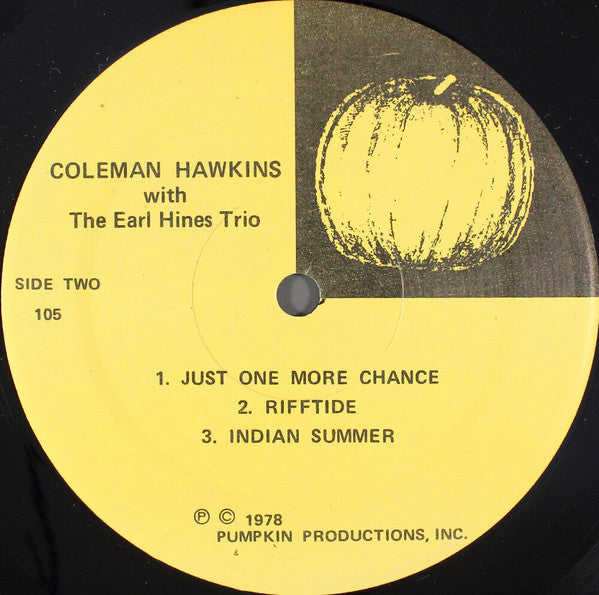 COLEMAN HAWKINS
with
The Earl Hines Trio
SIDE TWO
105
1. JUST ONE MORE CHANCE
2. RIFFTIDE
3. INDIAN SUMMER
℗ © 1978
PUMPKIN PRODUCTIONS, INC.